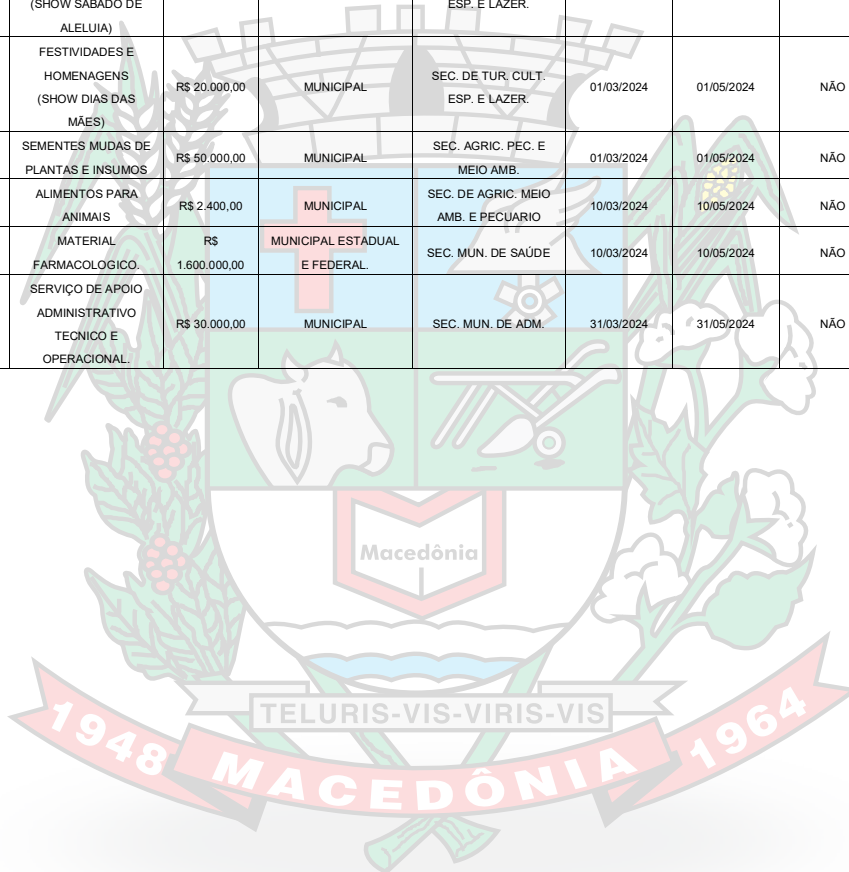 (SHOW SABADO DE
ALELUIA)
ESP. E LAZER.
FESTIVIDADES E
HOMENAGENS
(SHOW DIAS DAS
MÃES)
R$ 20.000,00
MUNICIPAL
SEC. DE TUR. CULT.
ESP. E LAZER.
01/03/2024
01/05/2024
NÃO
SEMENTES MUDAS DE
PLANTAS E INSUMOS
R$ 50.000,00
MUNICIPAL
SEC. AGRIC. PEC. E
MEIO AMB.
01/03/2024
01/05/2024
NÃO
ALIMENTOS PARA
ANIMAIS
R$ 2.400,00
MUNICIPAL
SEC. DE AGRIC. MEIO
AMB. E PECUARIO
10/03/2024
10/05/2024
NÃO
MATERIAL
FARMACOLOGICO.
R$
1.600.000,00
MUNICIPAL ESTADUAL
E FEDERAL.
SEC. MUN. DE SAÚDE
10/03/2024
10/05/2024
NÃO
SERVIÇO DE APOIO
ADMINISTRATIVO
TECNICO E
OPERACIONAL.
R$ 30.000,00
MUNICIPAL
SEC. MUN. DE ADM.
31/03/2024
31/05/2024
NÃO
Macedônia
TELURIS-VIS-VIRIS-VIS
1948
MACEDÔNIA
1964